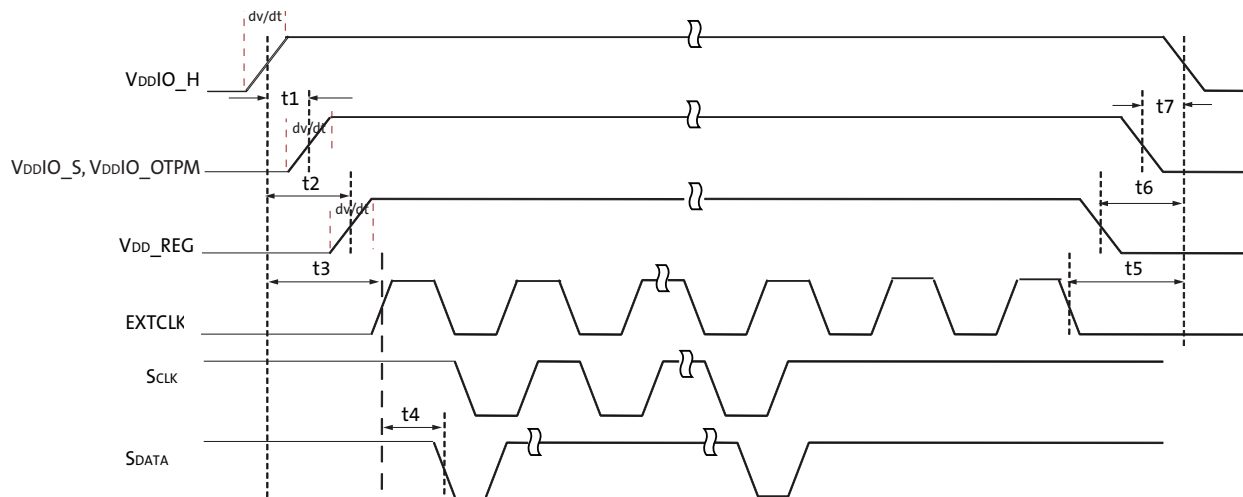 dv/dt
VDDIO_H
t1
t7
dv/dt
VDDIO_S, VDDIO_OTPM
t2
t6
dv/dt
VDD_REG
t3
t5
EXTCLK
SCLK
t4
SDATA